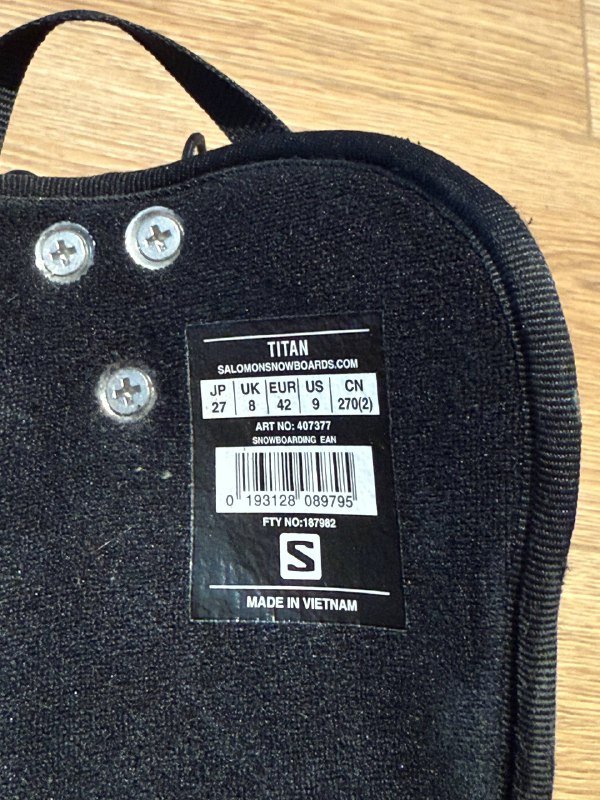 TITAN
SALOMONSNOWBOARDS.COM
JP UK EUR US CN
27 8 42 9 270(2)
ART NO: 407377
SNOWBOARDING EAN
0 193128 089795
FTY NO:187982
S
MADE IN VIETNAM